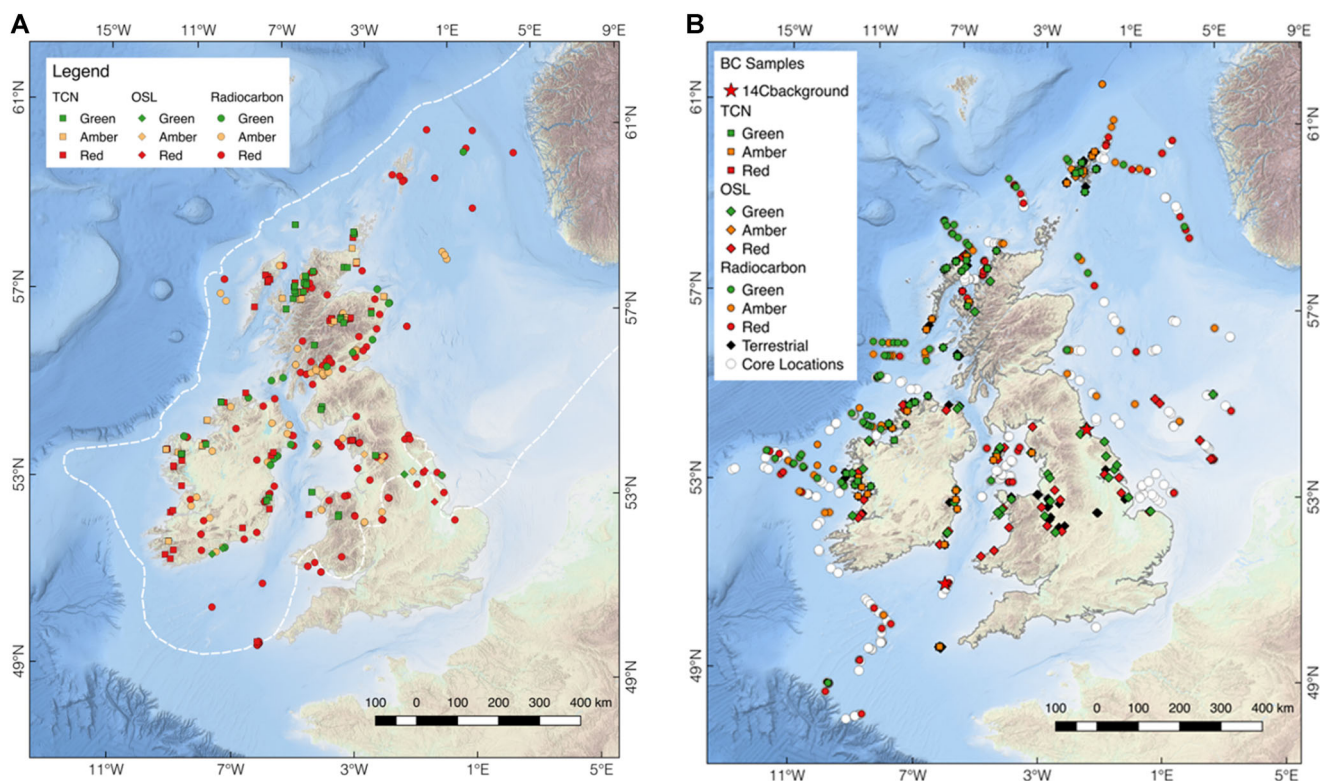 A
15°W 11°W 7°W 3°W 1°E 5°E 9°E
61°N
57°N
53°N
49°N
61°N
57°N
53°N
49°N
Legend
TCN OSL Radiocarbon
Green Green Green
Amber Amber Amber
Red Red Red
100 0 100 200 300 400 km
11°W 7°W 3°W 1°E 5°E
B
15°W 11°W 7°W 3°W 1°E 5°E 9°E
61°N
57°N
53°N
49°N
61°N
57°N
53°N
49°N
BC Samples
14Cbackground
TCN
Green
Amber
Red
OSL
Green
Amber
Red
Radiocarbon
Green
Amber
Red
Terrestrial
Core Locations
100 0 100 200 300 400 km
11°W 7°W 3°W 1°E 5°E